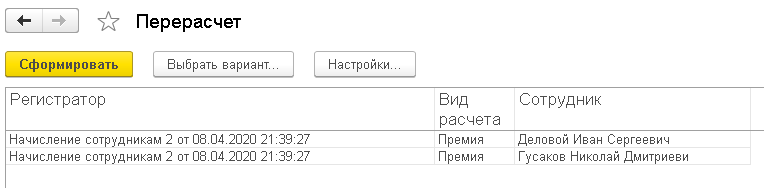 Перерасчет
Сформировать Выбрать вариант... Настройки...
Регистратор Вид расчета Сотрудник
Начисление сотрудникам 2 от 08.04.2020 21:39:27 Премия Деловой Иван Сергеевич
Начисление сотрудникам 2 от 08.04.2020 21:39:27 Премия Гусаков Николай Дмитриеви